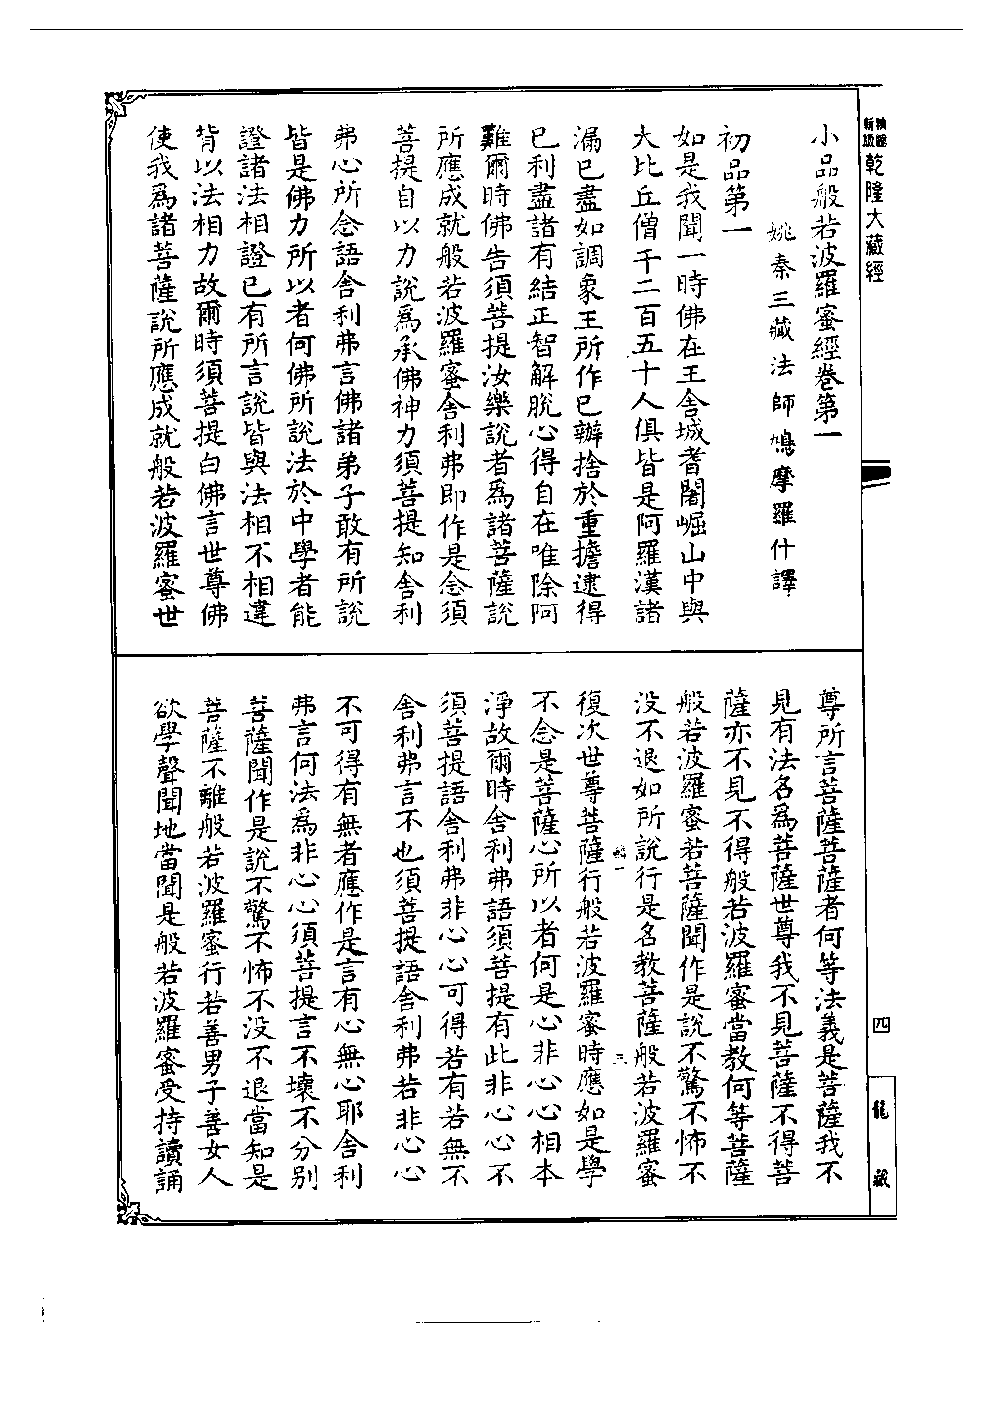 乾隆大藏經
小品般若波羅蜜經卷第一
姚秦三藏法師鳩摩羅什譯
初品第一
如是我聞一時佛在王舍城耆闍崛山中與
大比丘僧千二百五十人俱皆是阿羅漢諸
漏已盡如調象王所作已辦捨於重擔逮得
已利盡諸有結正智解脫心得自在唯除阿
難爾時佛告須菩提汝樂說者為諸菩薩說
所應成就般若波羅蜜舍利弗即作是念須
菩提自以力說為承佛神力須菩提知舍利
弗心所念語舍利弗言佛諸弟子敢有所說
皆是佛力所以者何佛所說法於中學者能
證諸法相證已有所言說皆與法相不相違
背以法相力故爾時須菩提白佛言世尊佛
使我為諸菩薩說所應成就般若波羅蜜世
尊所言菩薩菩薩者何等法義是菩薩我不
見有法名為菩薩世尊我不見菩薩不得菩
薩亦不見不得般若波羅蜜當教何等菩薩
般若波羅蜜若菩薩聞作是說不驚不怖不
沒不退如所說行是名教菩薩般若波羅蜜
復次世尊菩薩行般若波羅蜜時應如是學
不念是菩薩心所以者何是心非心心相本
淨故爾時舍利弗語須菩提有此非心心不
須菩提語舍利弗非心心可得若有若無不
舍利弗言不也須菩提語舍利弗若非心心
不可得有無者應作是言有心無心耶舍利
弗言何法為非心心須菩提言不壞不分別
菩薩聞作是說不驚不怖不沒不退當知是
菩薩不離般若波羅蜜行若善男子善女人
欲學聲聞地當聞是般若波羅蜜受持讀誦
四
龍藏